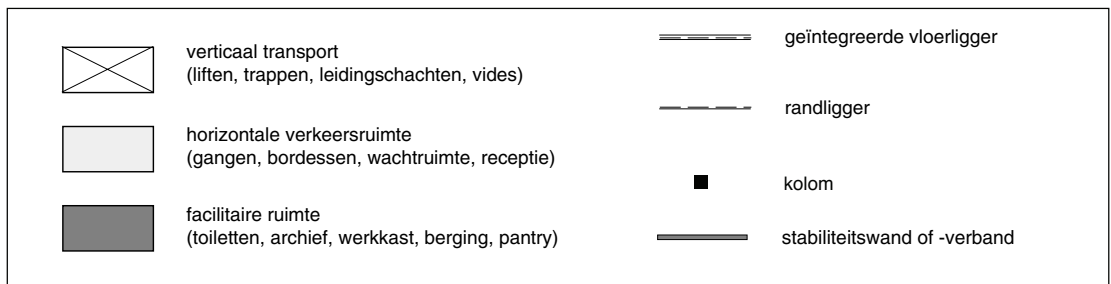 verticaal transport
(liften, trappen, leidingschachten, vides)
horizontale verkeersruimte
(gangen, bordessen, wachtruimte, receptie)
facilitaire ruimte
(toiletten, archief, werkkast, berging, pantry)
geïntegreerde vloerligger
randligger
kolom
stabiliteitswand of -verband